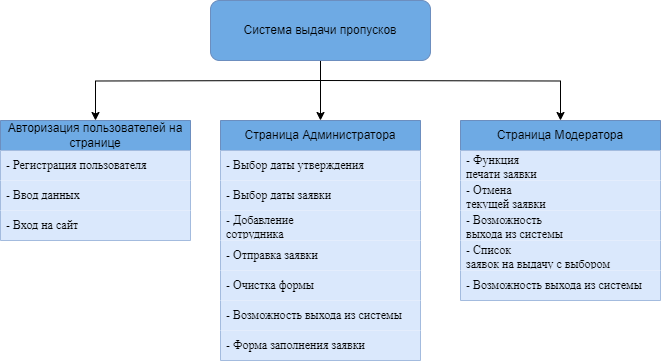 Система выдачи пропусков
Авторизация пользователей на
странице
- Регистрация пользователя
- Ввод данных
- Вход на сайт
Страница Администратора
- Выбор даты утверждения
- Выбор даты заявки
- Добавление
сотрудника
- Отправка заявки
- Очистка формы
- Возможность выхода из системы
- Форма заполнения заявки
Страница Модератора
- Функция
печати заявки
- Отмена
текущей заявки
- Возможность
выхода из системы
- Список
заявок на выдачу с выбором
- Возможность выхода из системы